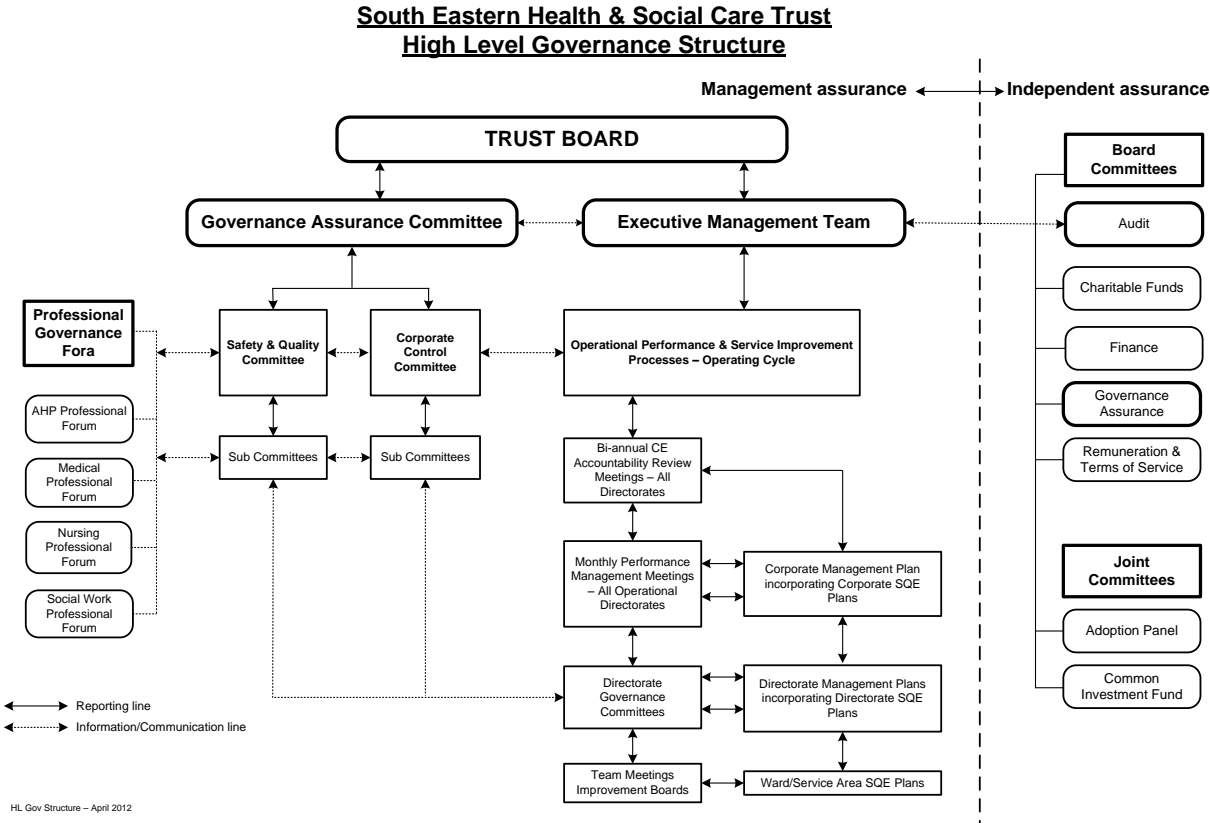 South Eastern Health & Social Care Trust
High Level Governance Structure
Management assurance
Independent assurance
TRUST BOARD
Governance Assurance Committee
Executive Management Team
Professional
Governance
Fora
AHP Professional
Forum
Medical
Professional
Forum
Nursing
Professional
Forum
Social Work
Professional
Forum
Safety & Quality
Committee
Corporate
Control
Committee
Sub Committees
Sub Committees
Operational Performance & Service Improvement
Processes – Operating Cycle
Bi-annual CE
Accountability Review
Meetings – All
Directorates
Monthly Performance
Management Meetings
– All Operational
Directorates
Corporate Management Plan
incorporating Corporate SQE
Plans
Directorate
Governance
Committees
Directorate Management Plans
incorporating Directorate SQE
Plans
Team Meetings
Improvement Boards
Ward/Service Area SQE Plans
Board
Committees
Audit
Charitable Funds
Finance
Governance
Assurance
Remuneration &
Terms of Service
Joint
Committees
Adoption Panel
Common
Investment Fund
Reporting line
Information/Communication line
HL Gov Structure – April 2012